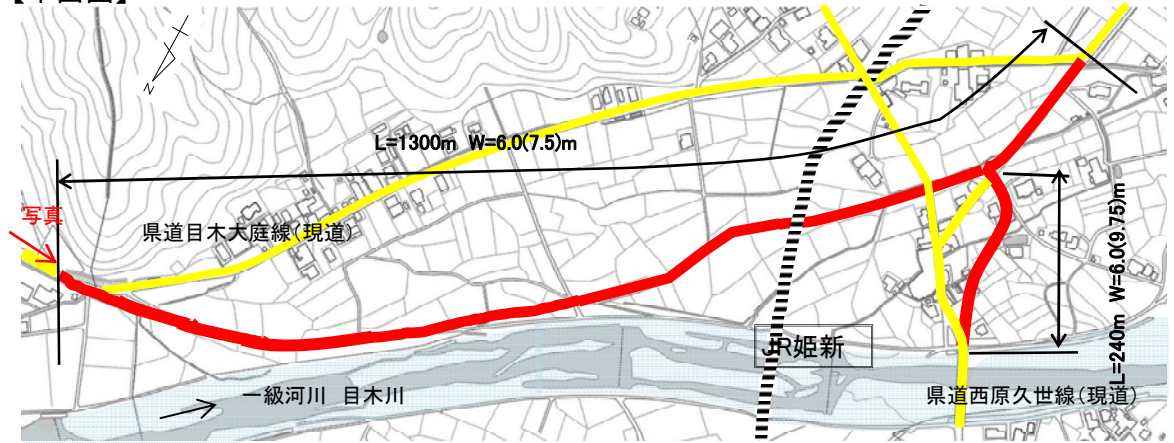 N
L=1300m W=6.0(7.5)m
写真
県道目木大庭線(現道)
L=240m W=6.0(9.75)m
JR姫新
一級河川 目木川
県道西原久世線(現道)